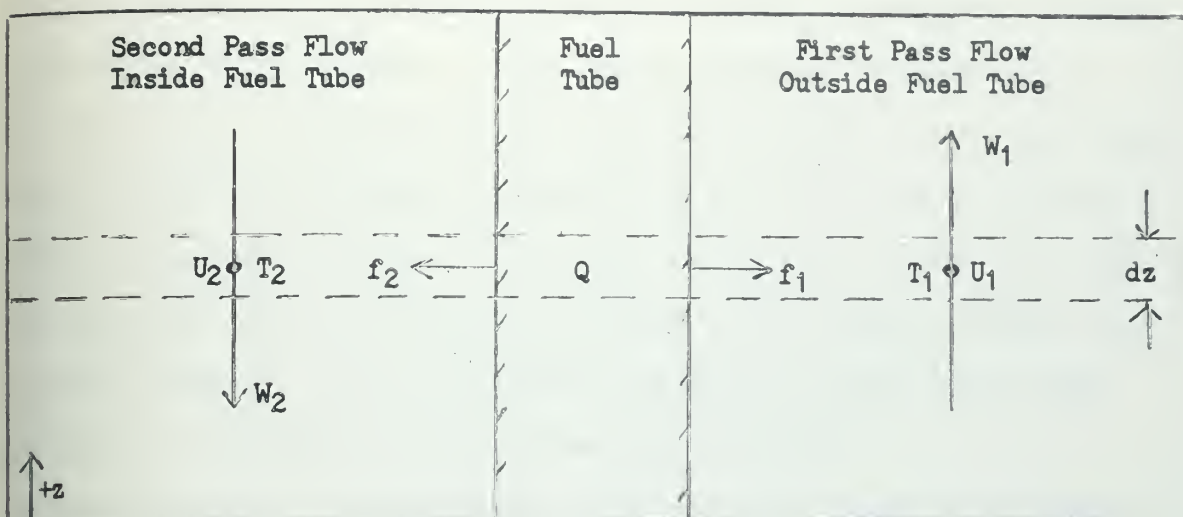 Second Pass Flow
Inside Fuel Tube
Fuel
Tube
First Pass Flow
Outside Fuel Tube
W₁
U₂ T₂ f₂ Q f₁ T₁ U₁ dz
W₂
+z